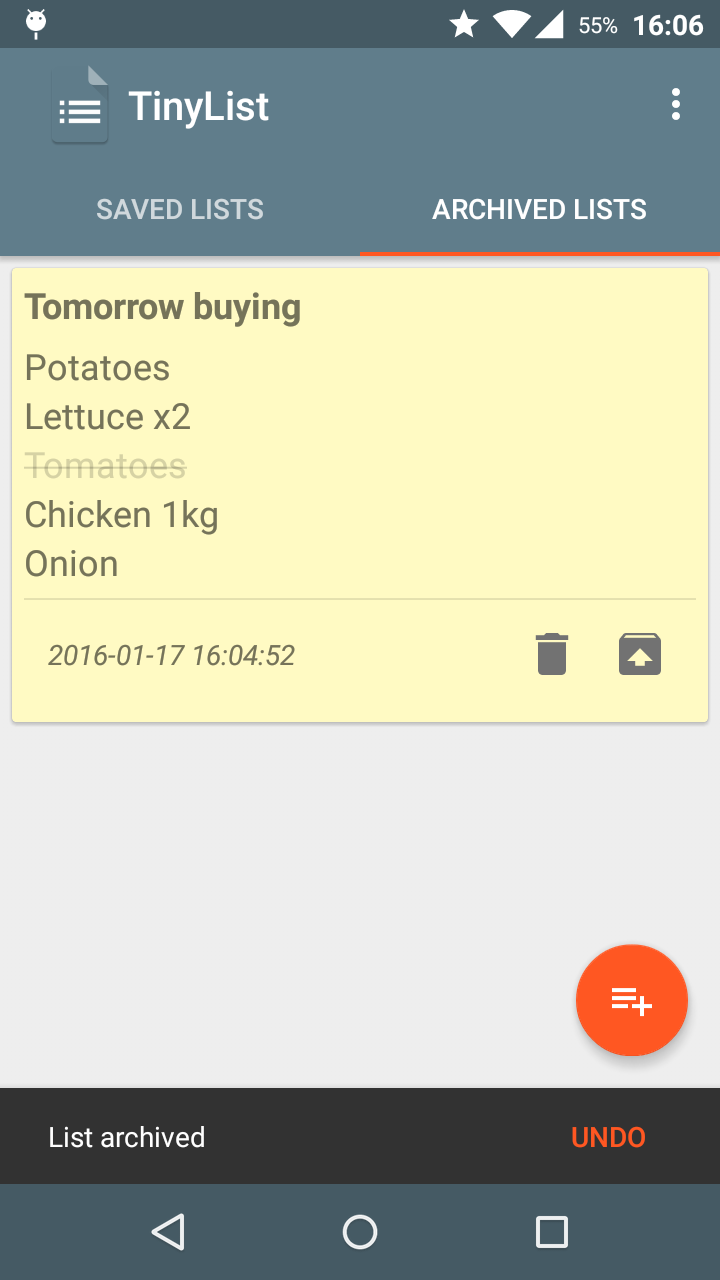 55% 16:06
TinyList
SAVED LISTS ARCHIVED LISTS
Tomorrow buying
Potatoes
Lettuce x2
Tomatoes
Chicken 1kg
Onion
2016-01-17 16:04:52
List archived UNDO